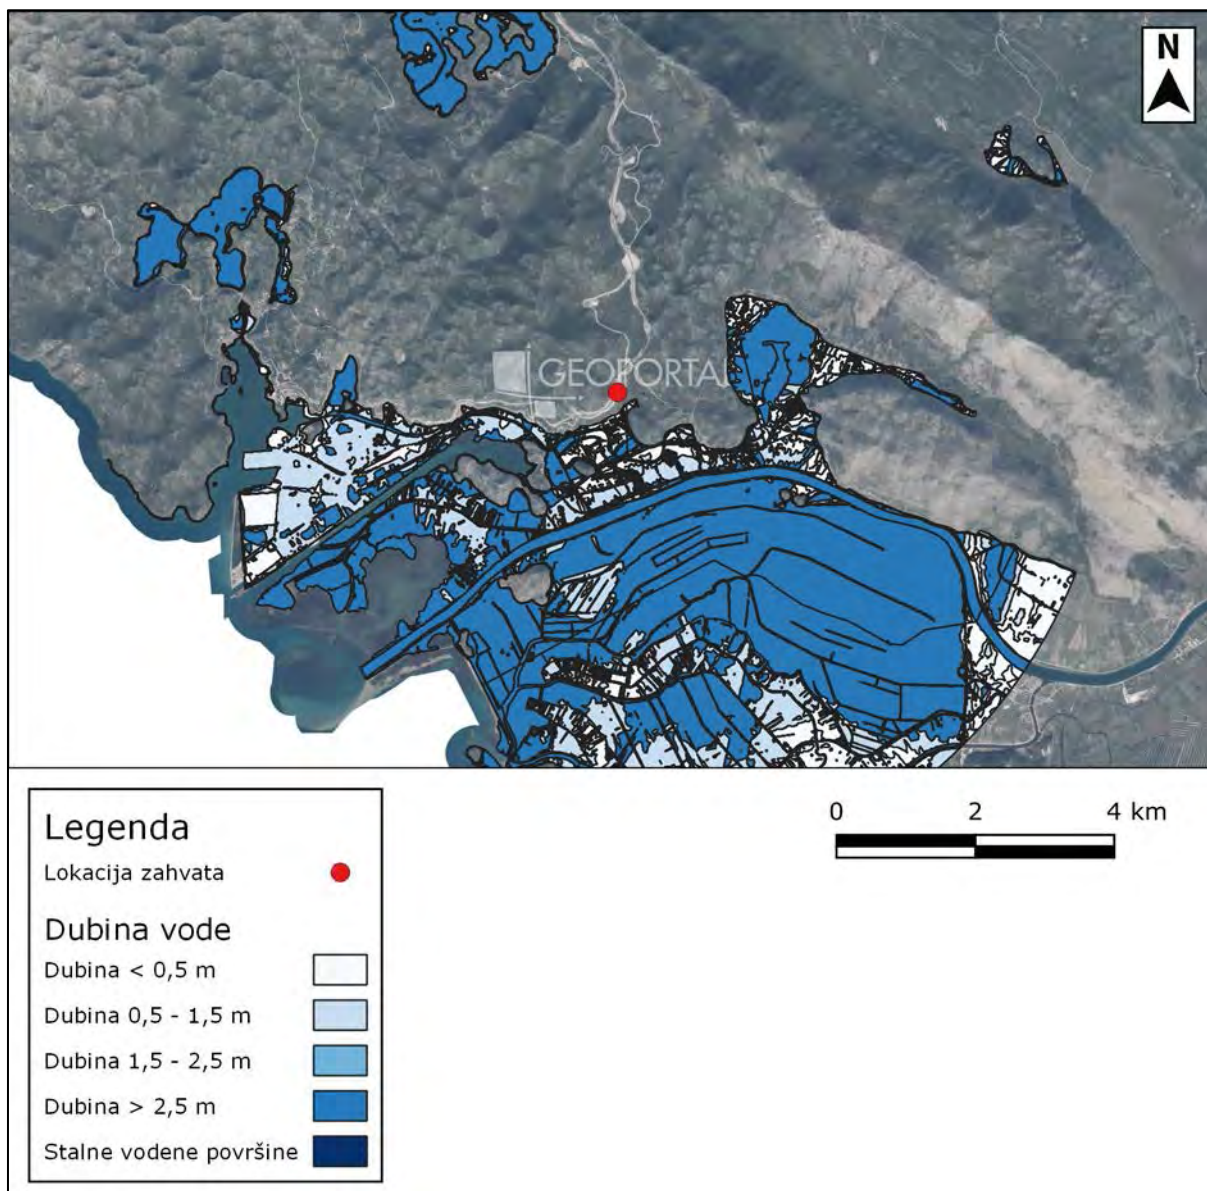 N
GEOPORTA
0 2 4 km
Legenda
Lokacija zahvata
Dubina vode
Dubina < 0,5 m
Dubina 0,5 - 1,5 m
Dubina 1,5 - 2,5 m
Dubina > 2,5 m
Stalne vodene površine